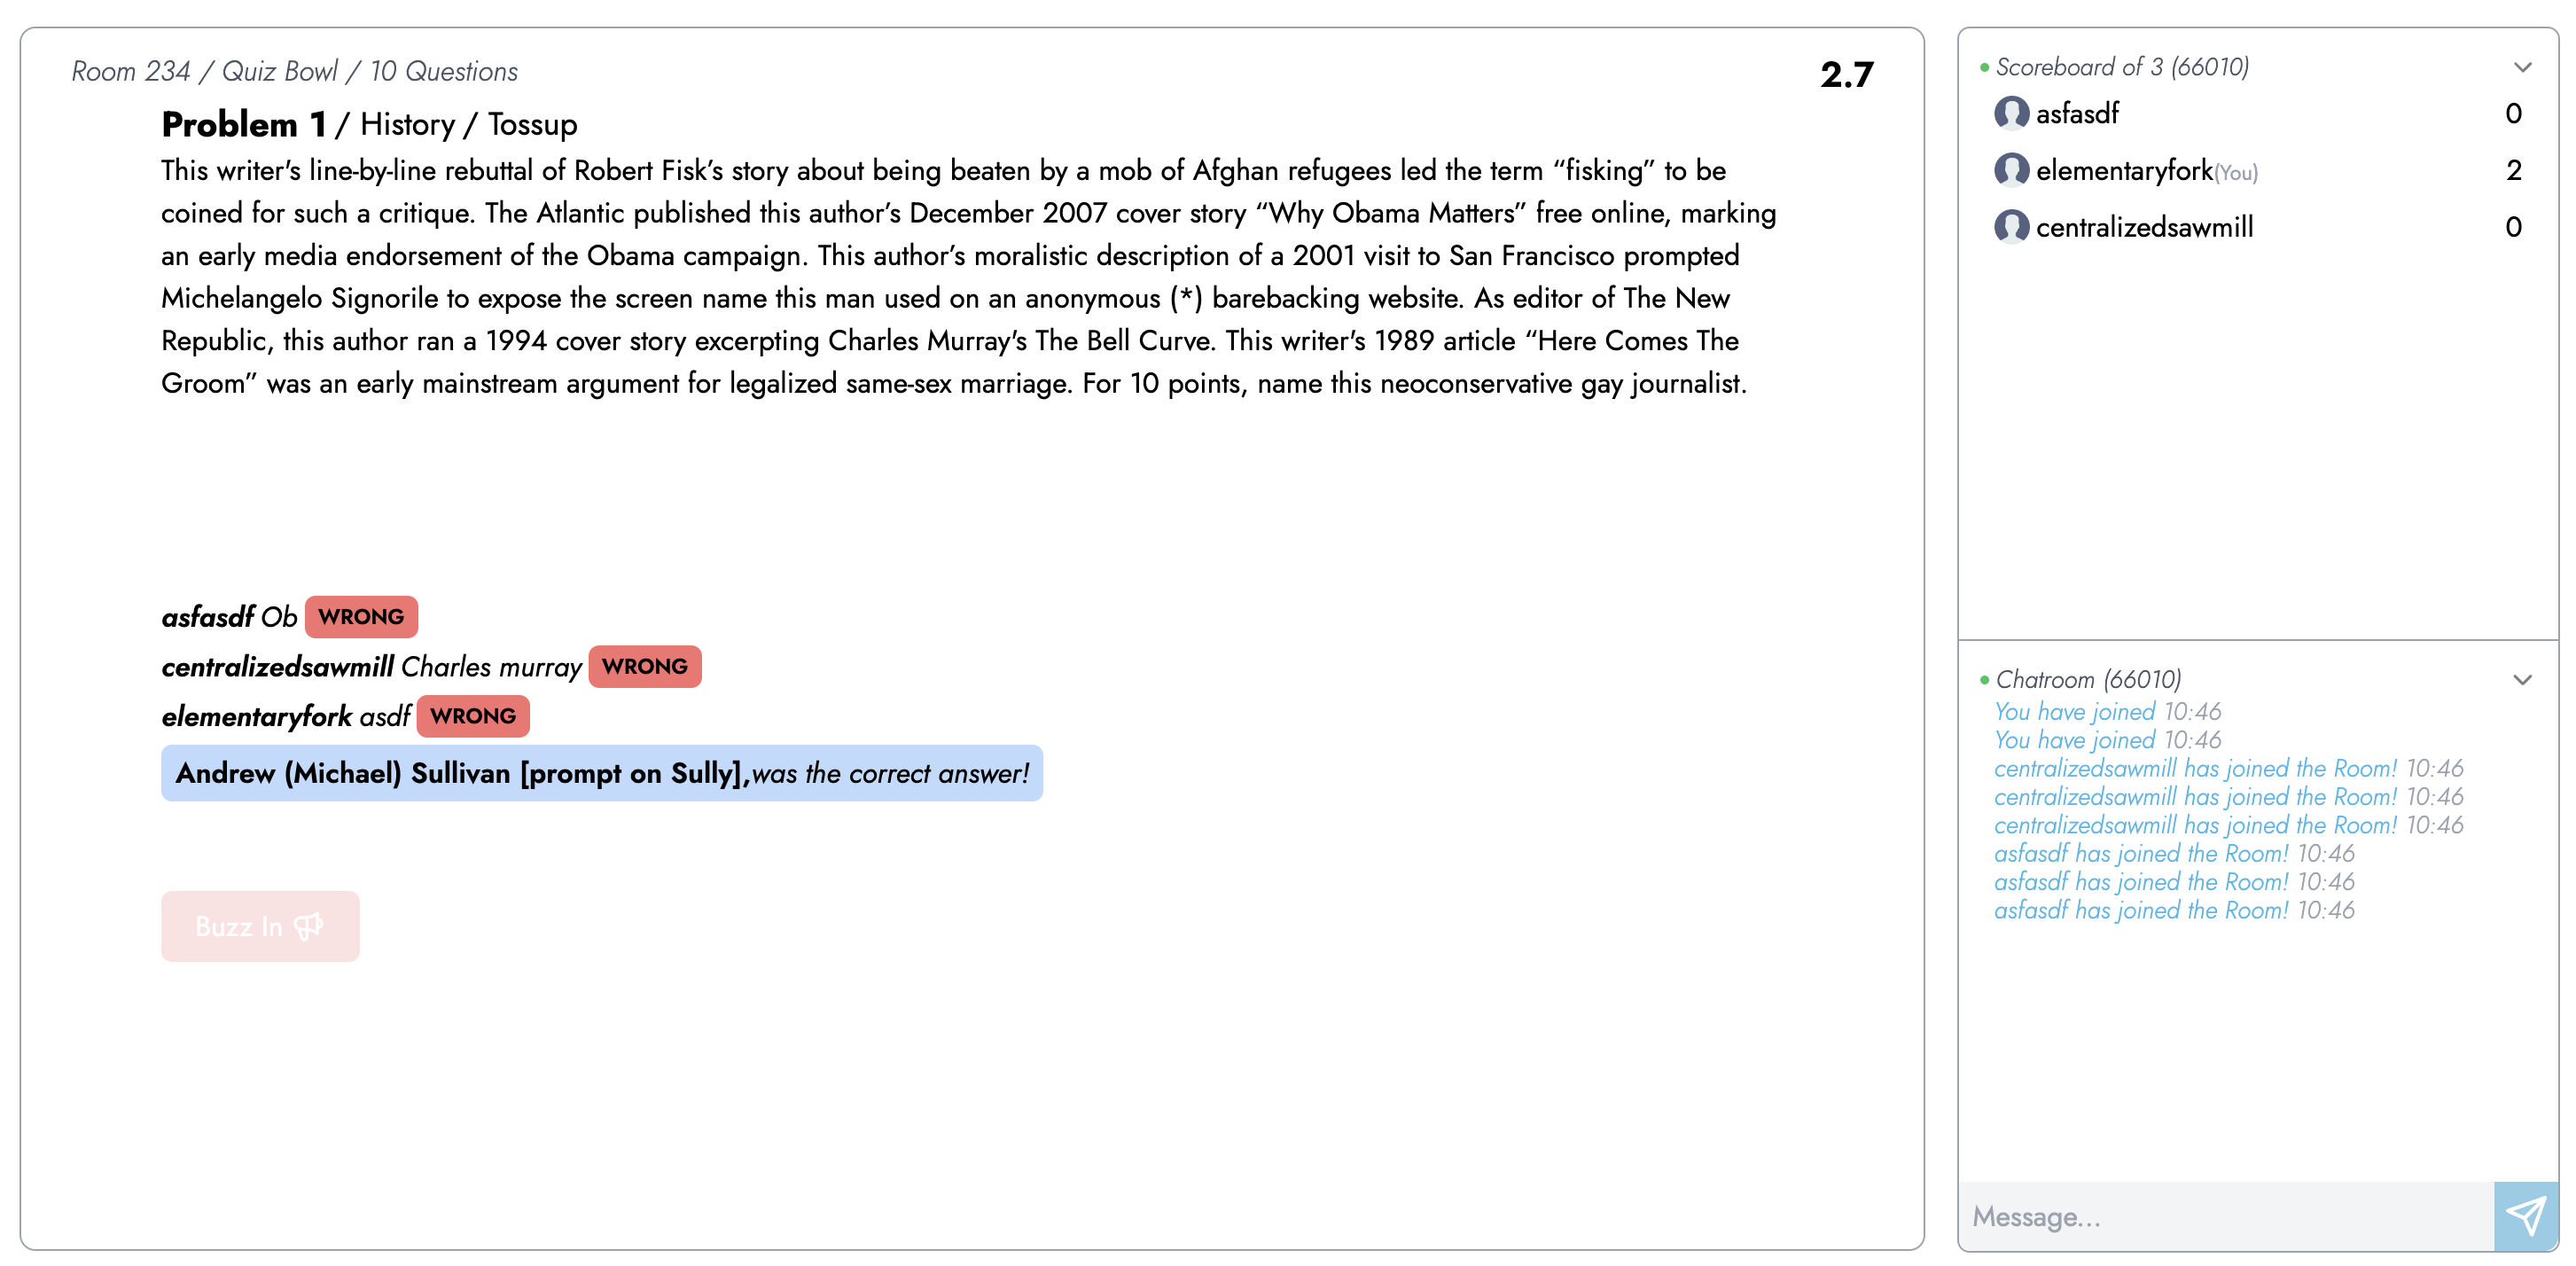 Room 234 / Quiz Bowl / 10 Questions
2.7
Problem 1 / History / Tossup
This writer's line-by-line rebuttal of Robert Fisk’s story about being beaten by a mob of Afghan refugees led the term “fisking” to be
coined for such a critique. The Atlantic published this author’s December 2007 cover story “Why Obama Matters” free online, marking
an early media endorsement of the Obama campaign. This author’s moralistic description of a 2001 visit to San Francisco prompted
Michelangelo Signorile to expose the screen name this man used on an anonymous (*) barebacking website. As editor of The New
Republic, this author ran a 1994 cover story excerpting Charles Murray's The Bell Curve. This writer's 1989 article “Here Comes The
Groom” was an early mainstream argument for legalized same-sex marriage. For 10 points, name this neoconservative gay journalist.
asfasdf Ob WRONG
centralizedsawmill Charles murray WRONG
elementaryfork asdf WRONG
Andrew (Michael) Sullivan [prompt on Sully],was the correct answer!
Buzz In
Scoreboard of 3 (66010)
asfasdf 0
elementaryfork(You) 2
centralizedsawmill 0
Chatroom (66010)
You have joined 10:46
You have joined 10:46
centralizedsawmill has joined the Room! 10:46
centralizedsawmill has joined the Room! 10:46
centralizedsawmill has joined the Room! 10:46
asfasdf has joined the Room! 10:46
asfasdf has joined the Room! 10:46
asfasdf has joined the Room! 10:46
Message...